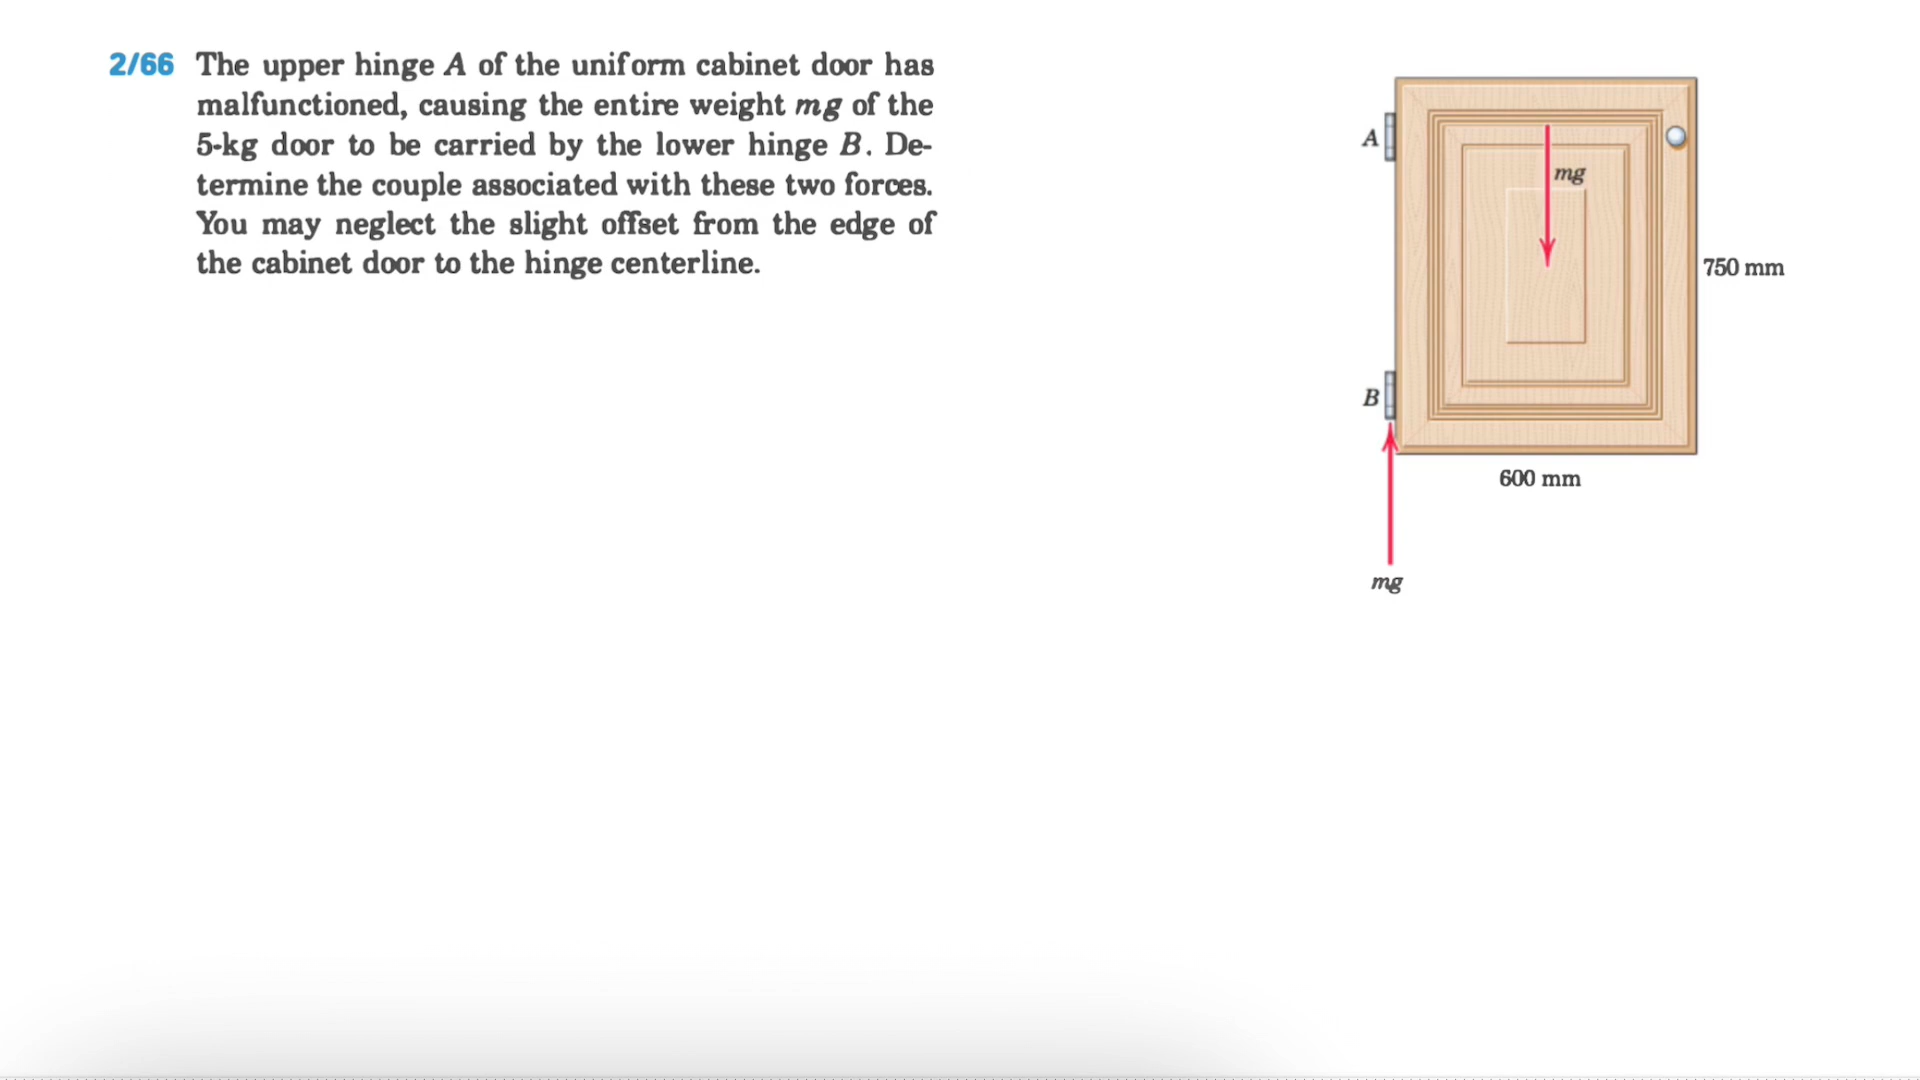 2/66 The upper hinge A of the uniform cabinet door has
malfunctioned, causing the entire weight mg of the
5-kg door to be carried by the lower hinge B. De-
termine the couple associated with these two forces.
You may neglect the slight offset from the edge of
the cabinet door to the hinge centerline.
A
mg
750 mm
B
600 mm
mg